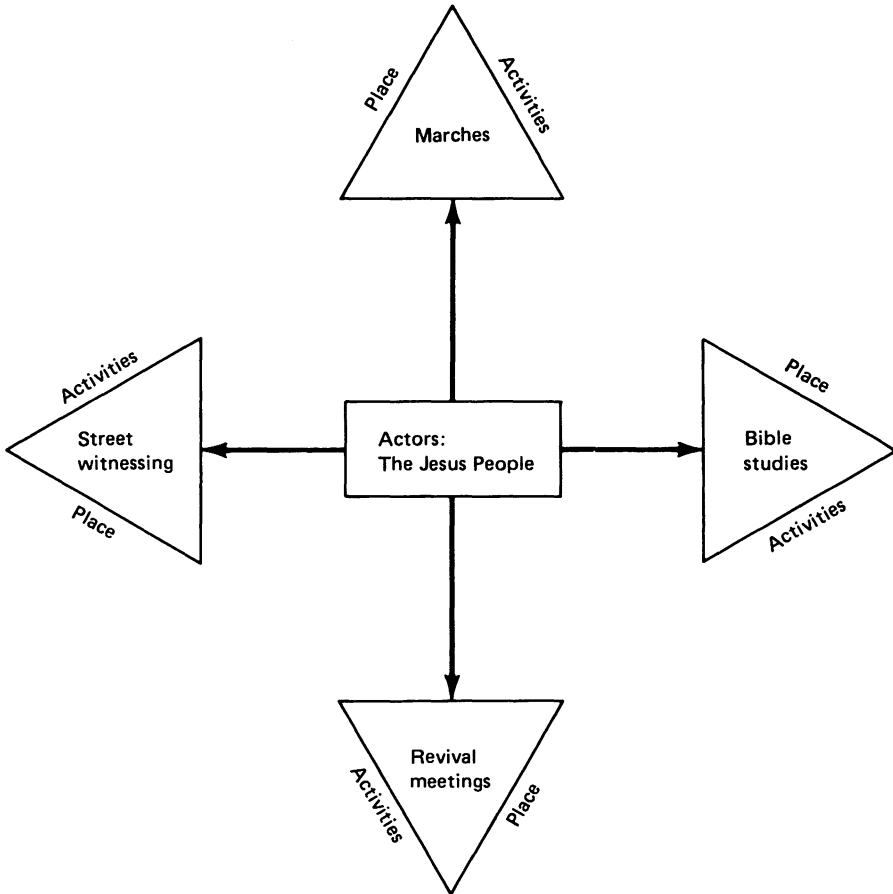 Place
Activities
Marches
Activities
Street
witnessing
Place
Actors:
The Jesus People
Place
Bible
studies
Activities
Revival
meetings
Activities
Place